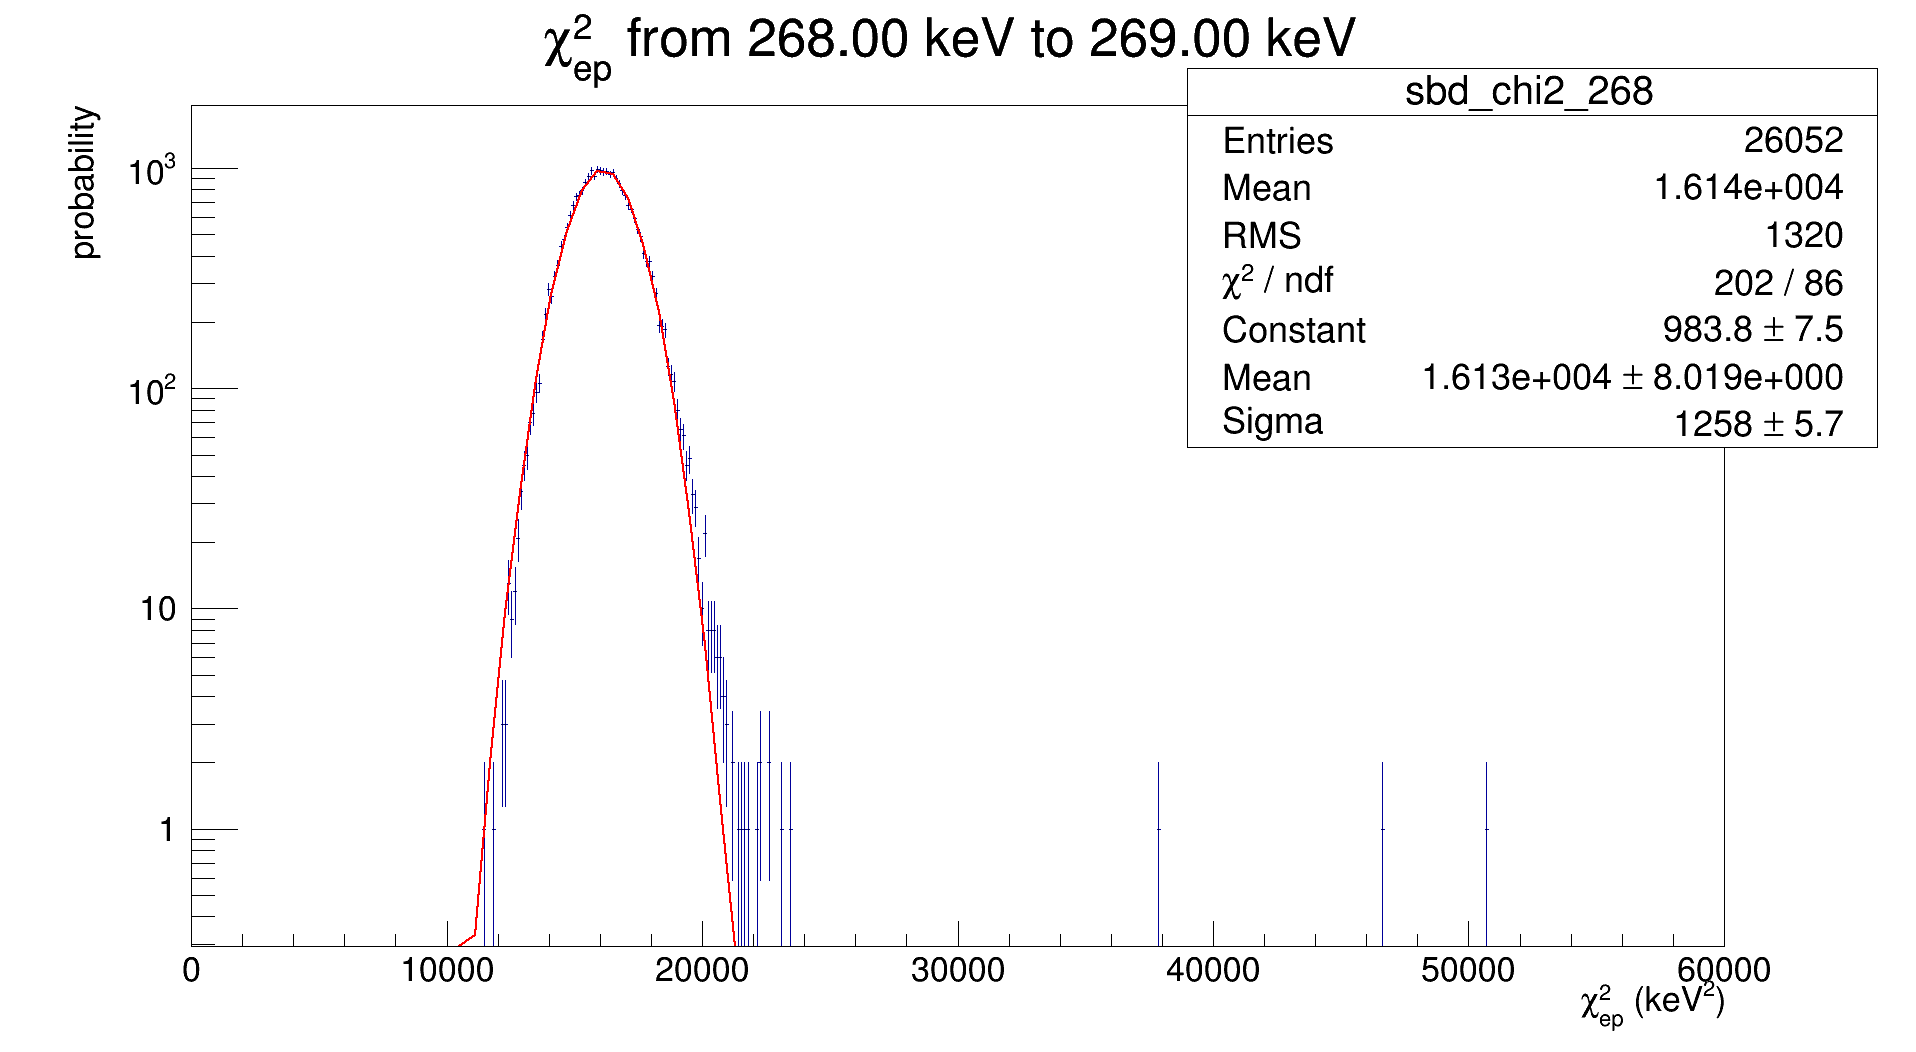 χ²ep from 268.00 keV to 269.00 keV
sbd_chi2_268
Entries 26052
Mean 1.614e+004
RMS 1320
χ² / ndf 202 / 86
Constant 983.8 ± 7.5
Mean 1.613e+004 ± 8.019e+000
Sigma 1258 ± 5.7
probability
10³
10²
10
1
0 10000 20000 30000 40000 50000 60000
χ²ep (keV²)